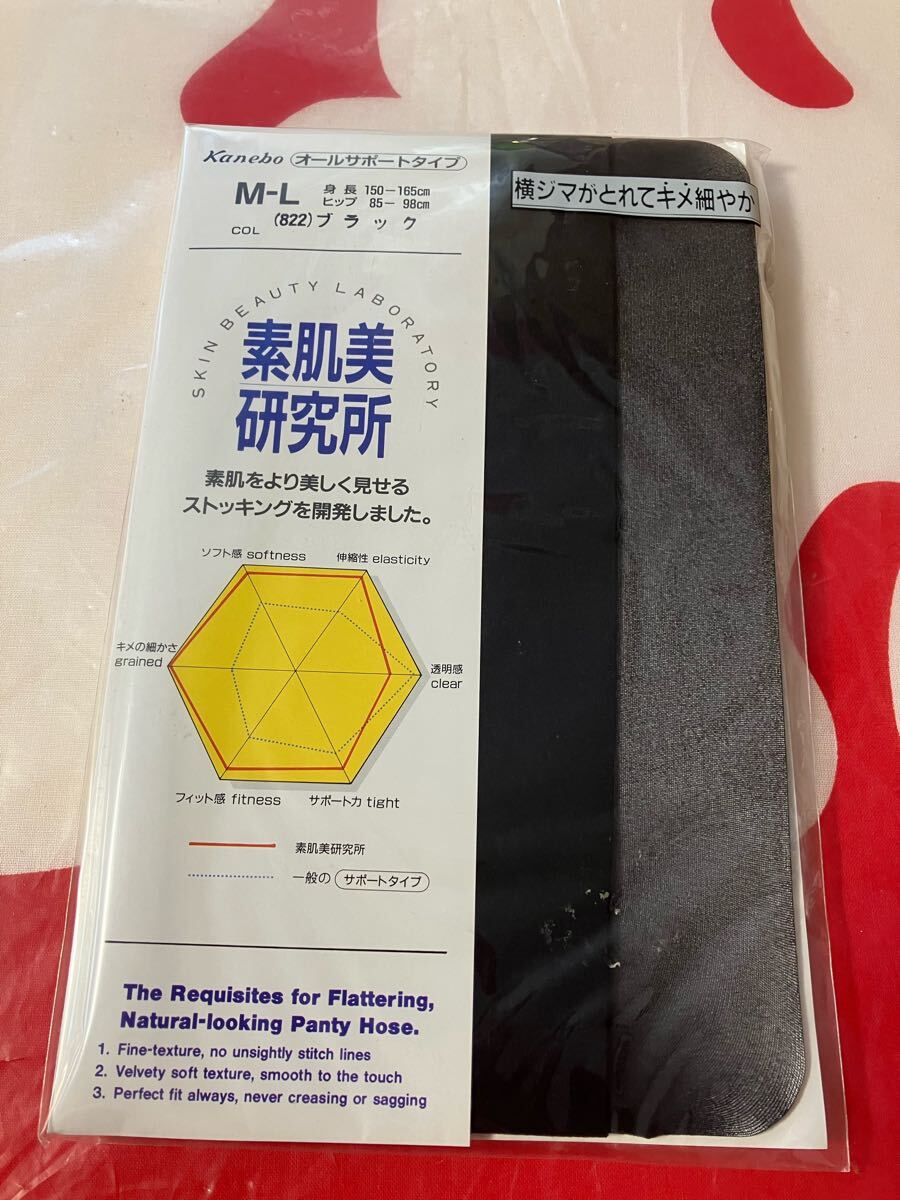 Kanebo オールサポートタイプ
M-L 身長 150-165cm
ヒップ 85-98cm
COL (822)ブラック
横ジマがとれてキメ細やか
SKIN BEAUTY LABORATORY
素肌美
研究所
素肌をより美しく見せる
ストッキングを開発しました。
ソフト感 softness 伸縮性 elasticity
キメの細かさ
grained
透明感
clear
フィット感 fitness サポート力 tight
素肌美研究所
一般の サポートタイプ
The Requisites for Flattering,
Natural-looking Panty Hose.
1. Fine-texture, no unsightly stitch lines
2. Velvety soft texture, smooth to the touch
3. Perfect fit always, never creasing or sagging